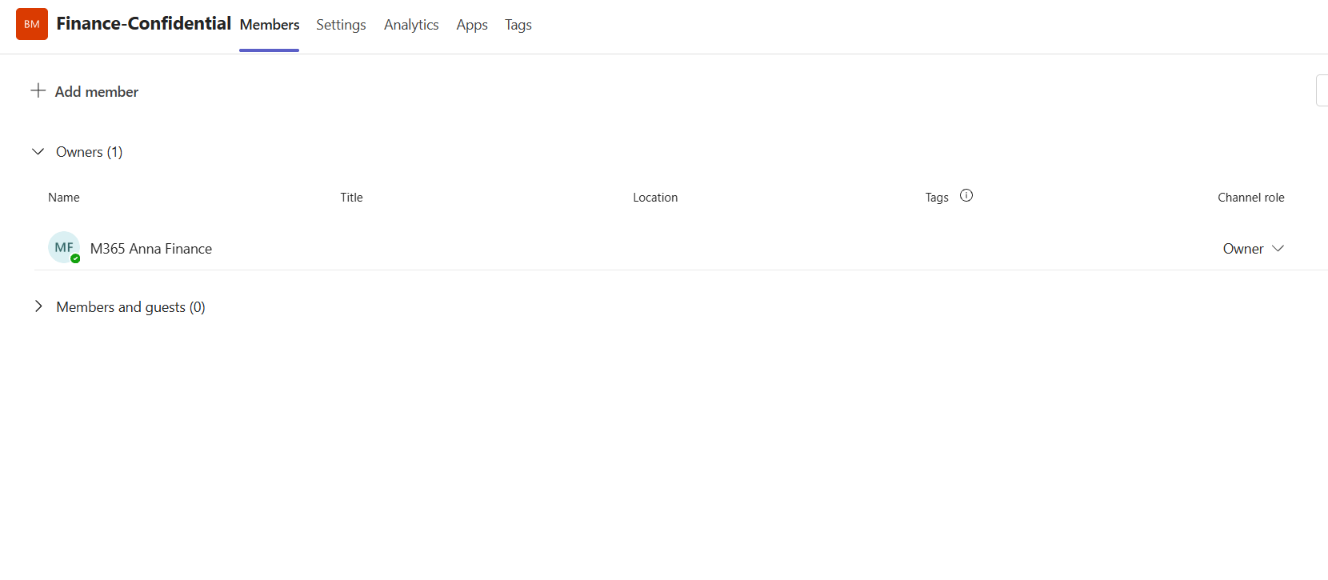 BM Finance-Confidential Members Settings Analytics Apps Tags
Add member
Owners (1)
Name Title Location Tags Channel role
MF M365 Anna Finance Owner
Members and guests (0)